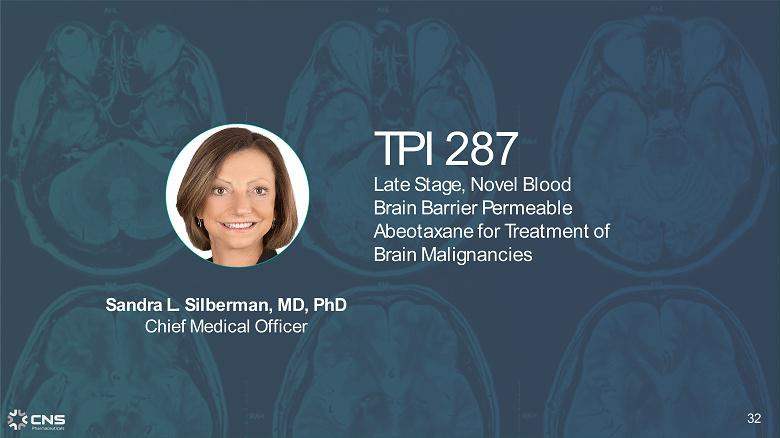 TPI 287
Late Stage, Novel Blood
Brain Barrier Permeable
Abeotaxane for Treatment of
Brain Malignancies
Sandra L. Silberman, MD, PhD
Chief Medical Officer
CNS
Pharmaceuticals
32